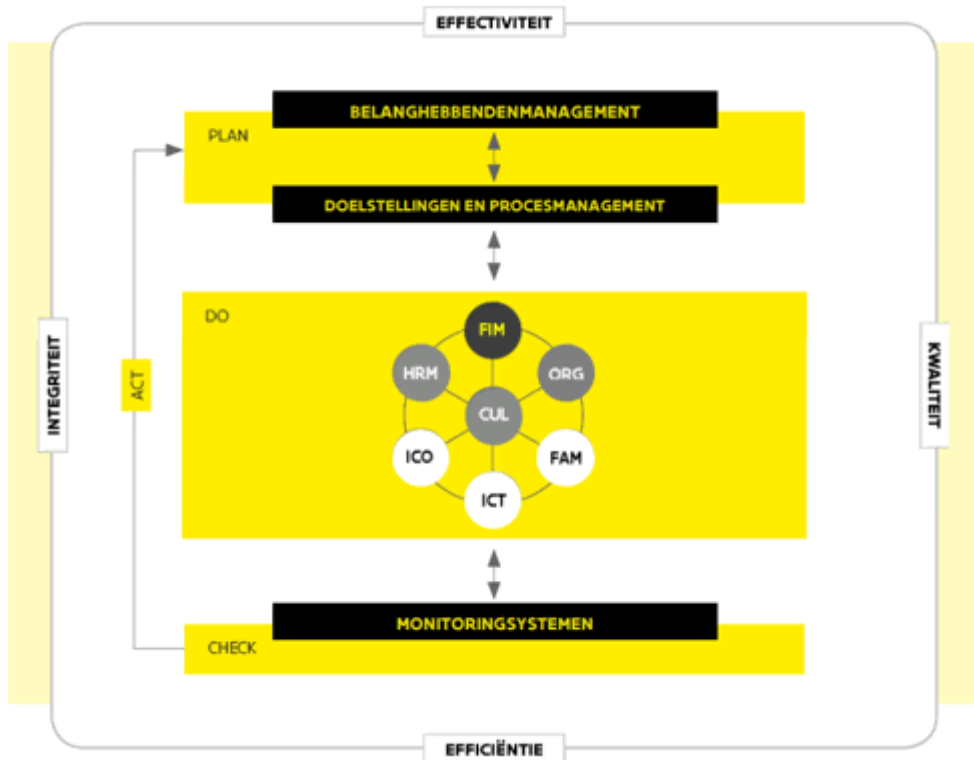 EFFECTIVITEIT
BELANGHEBBENDENMANAGEMENT
PLAN
DOELSTELLINGEN EN PROCESMANAGEMENT
DO
FIM
HRM
ORG
CUL
ICO
FAM
ICT
INTEGRITEIT
ACT
KWALITEIT
MONITORINGSYSTEMEN
CHECK
EFFICIËNTIE